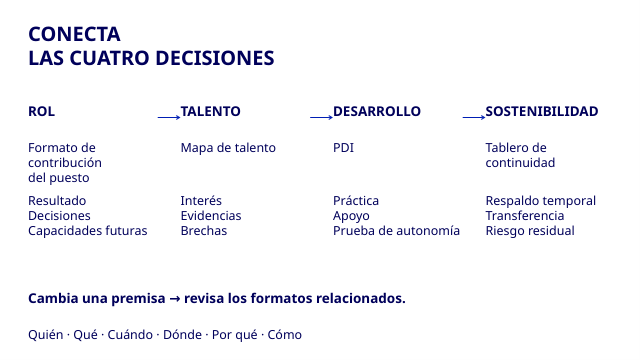 CONECTA
LAS CUATRO DECISIONES
ROL → TALENTO → DESARROLLO → SOSTENIBILIDAD
Formato de
contribución
del puesto
Resultado
Decisiones
Capacidades futuras
Mapa de talento
Interés
Evidencias
Brechas
PDI
Práctica
Apoyo
Prueba de autonomía
Tablero de
continuidad
Respaldo temporal
Transferencia
Riesgo residual
Cambia una premisa → revisa los formatos relacionados.
Quién · Qué · Cuándo · Dónde · Por qué · Cómo